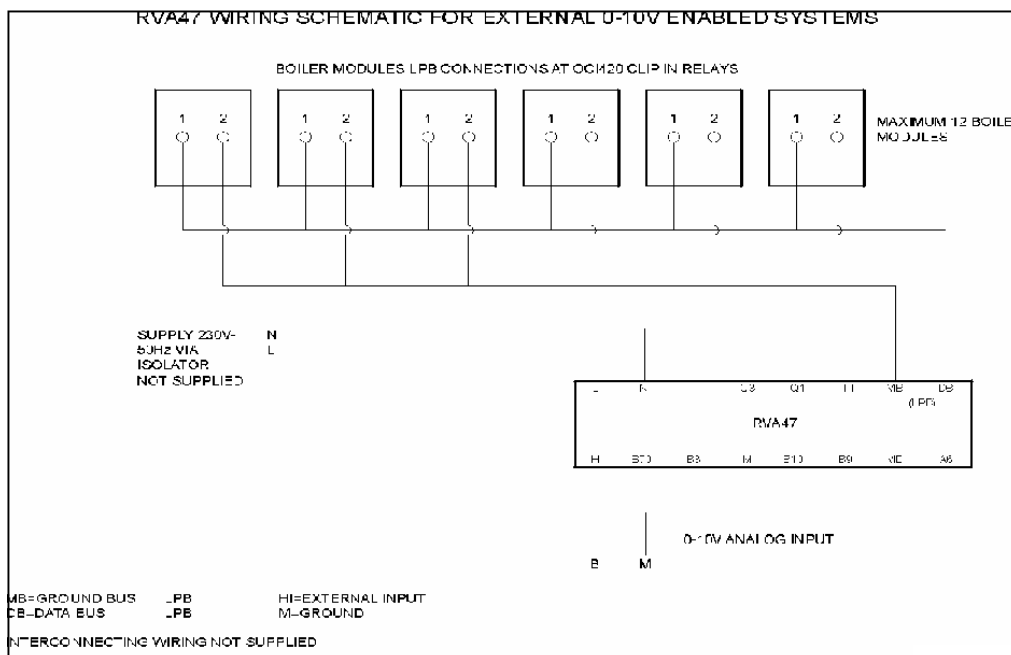 RVA47 WIRING SCHEMATIC FOR EXTERNAL 0-10V ENABLED SYSTEMS
BOILER MODULES LPB CONNECTIONS AT OCI420 CLIP IN RELAYS
1 2 1 2 1 2 1 2 1 2 1 2
MAXIMUM 12 BOILE
MODULES
SUPPLY 230V- N
50Hz VIA L
ISOLATOR
NOT SUPPLIED
N Q3 Q1 MB DB
(LPB)
RVA47
H B70 B3 M B10 B9 MD A6
0-10V ANALOG INPUT
B M
MB=GROUND BUS LPB HI=EXTERNAL INPUT
DB=DATA BUS LPB M=GROUND
INTERCONNECTING WIRING NOT SUPPLIED